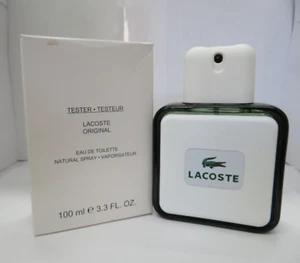 TESTER • TESTEUR
LACOSTE
ORIGINAL
EAU DE TOILETTE
NATURAL SPRAY • VAPORISATEUR
100 ml e 3.3 FL. OZ.
LACOSTE